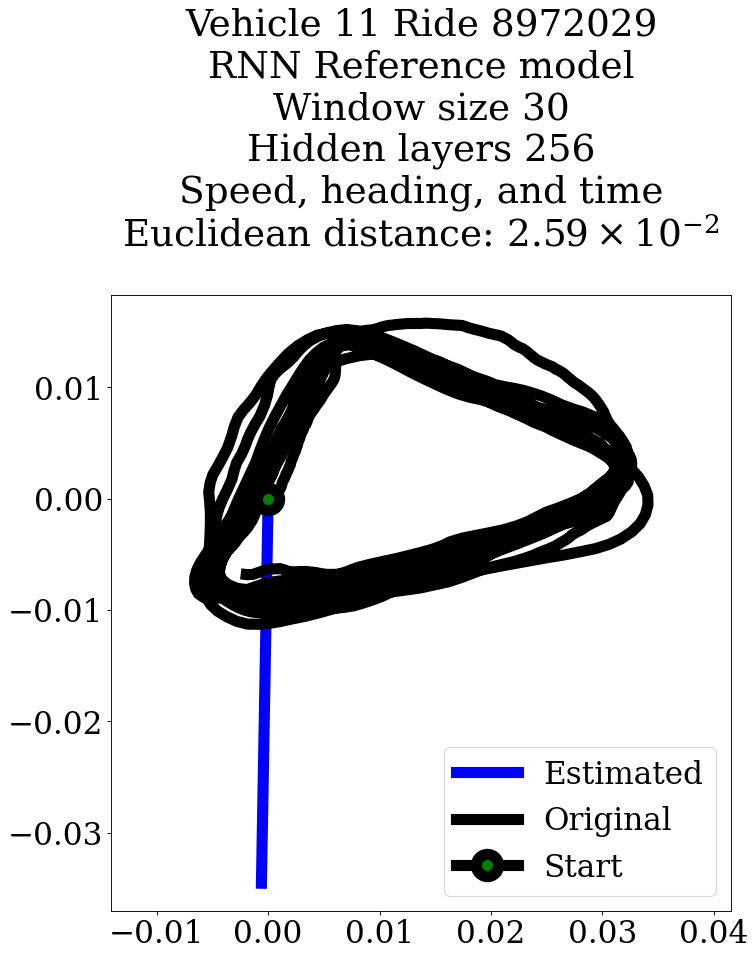 Vehicle 11 Ride 8972029
RNN Reference model
Window size 30
Hidden layers 256
Speed, heading, and time
Euclidean distance: 2.59 × 10⁻²
0.01
0.00
−0.01
−0.02
−0.03
Estimated
Original
Start
−0.01 0.00 0.01 0.02 0.03 0.04